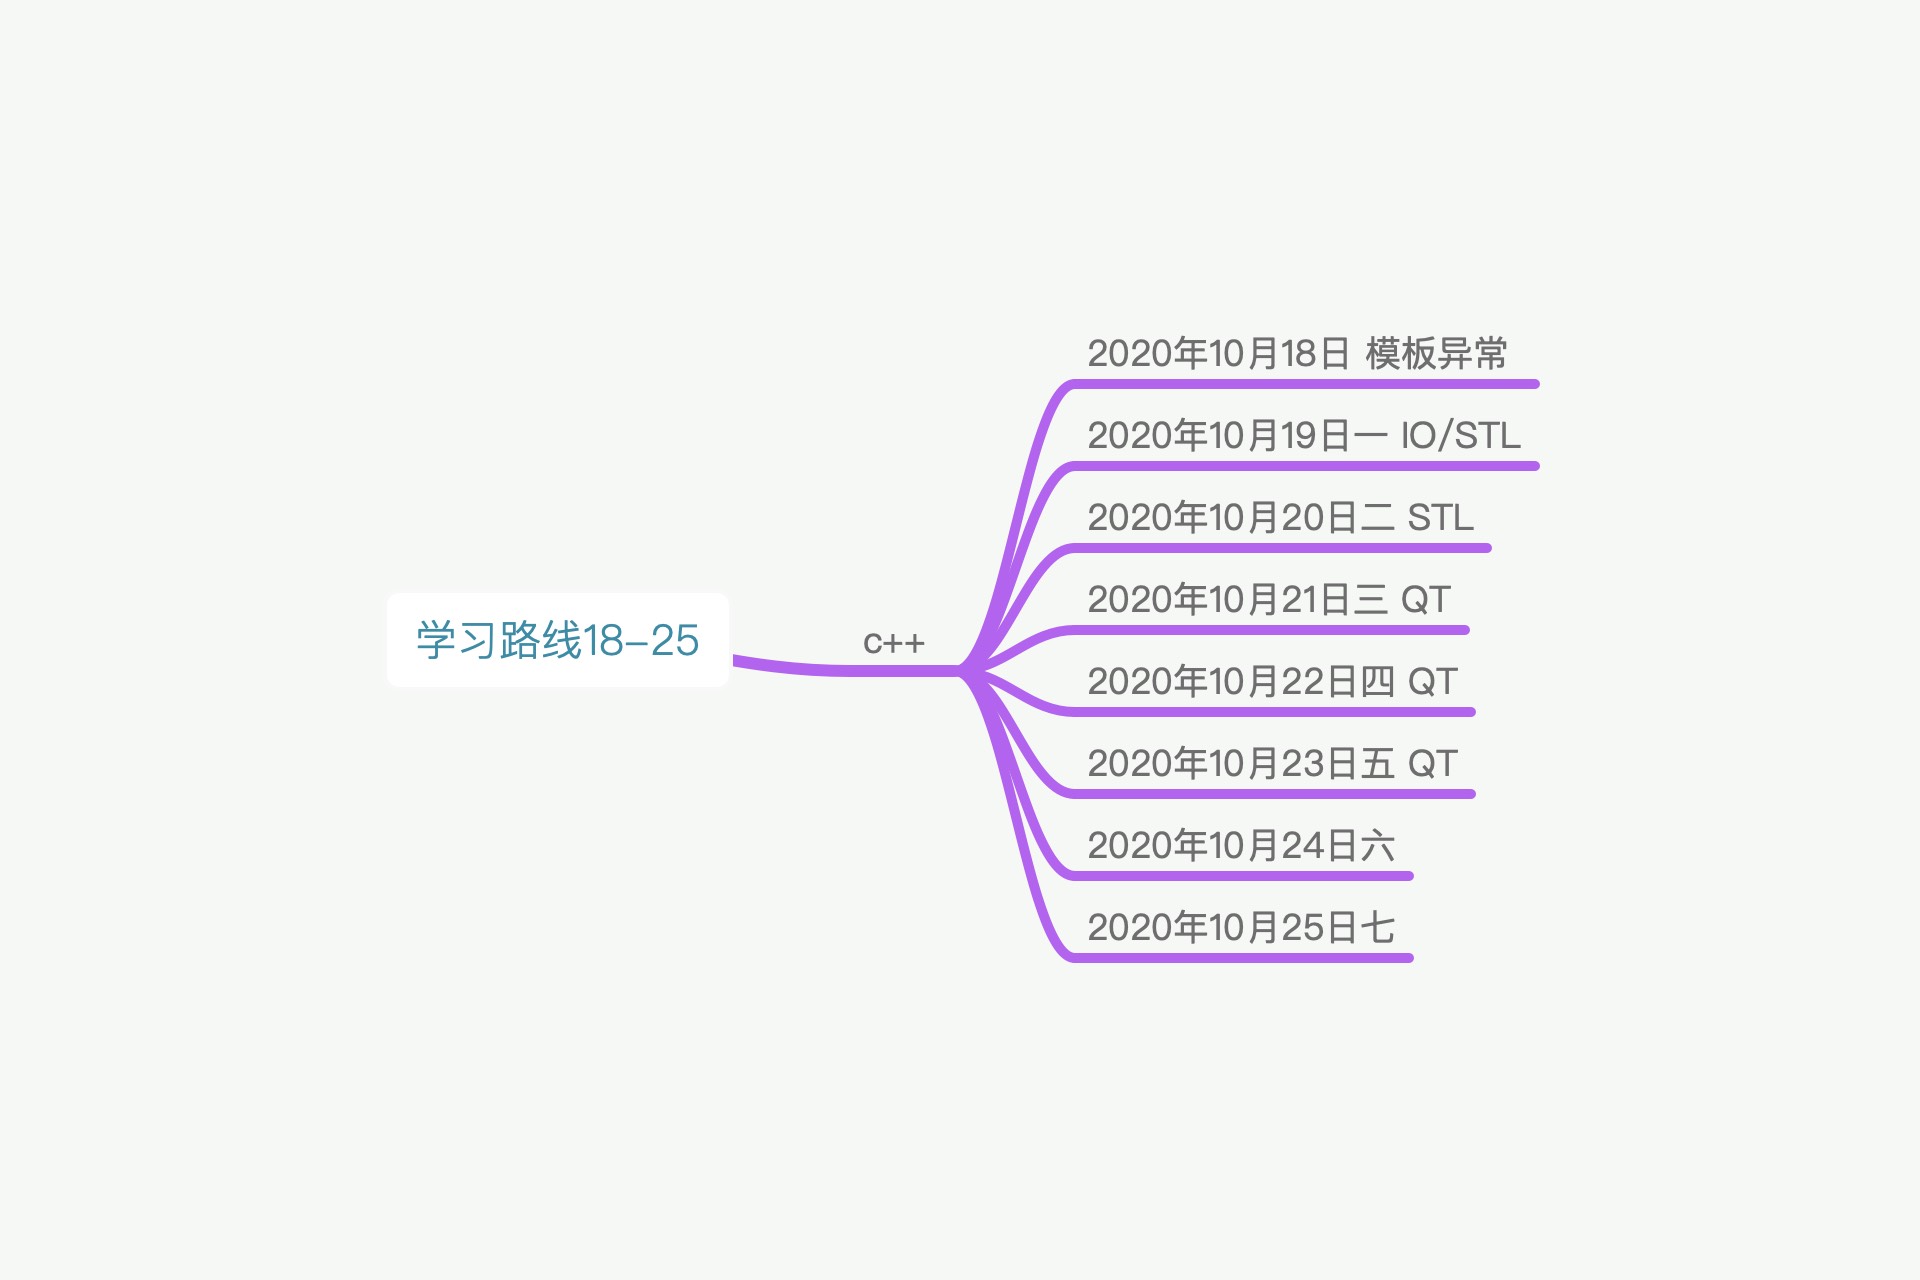 学习路线18-25
c++
2020年10月18日 模板异常
2020年10月19日一 IO/STL
2020年10月20日二 STL
2020年10月21日三 QT
2020年10月22日四 QT
2020年10月23日五 QT
2020年10月24日六
2020年10月25日七